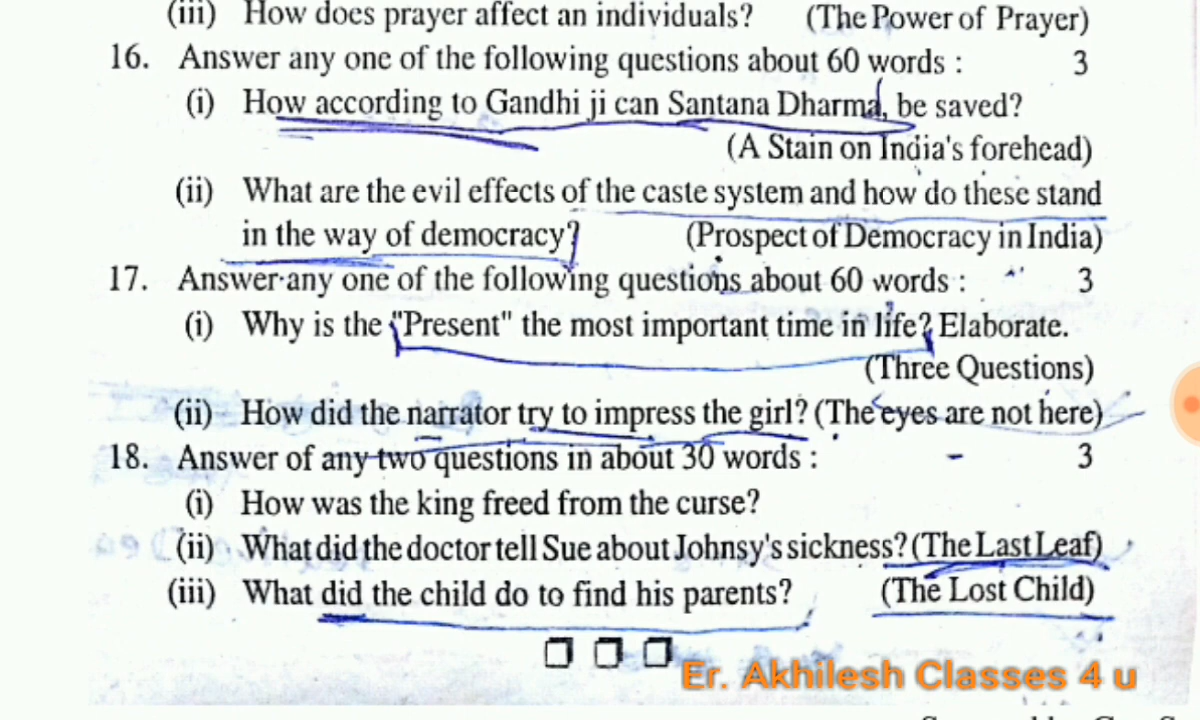 (iii) How does prayer affect an individuals? (The Power of Prayer)
16. Answer any one of the following questions about 60 words : 3
(i) How according to Gandhi ji can Santana Dharma, be saved?
(A Stain on India's forehead)
(ii) What are the evil effects of the caste system and how do these stand
in the way of democracy? (Prospect of Democracy in India)
17. Answer any one of the following questions about 60 words : 3
(i) Why is the "Present" the most important time in life? Elaborate.
(Three Questions)
(ii) How did the narrator try to impress the girl? (The eyes are not here)
18. Answer of any two questions in about 30 words : 3
(i) How was the king freed from the curse?
(ii) What did the doctor tell Sue about Johnsy's sickness? (The Last Leaf)
(iii) What did the child do to find his parents? (The Lost Child)
Er. Akhilesh Classes 4 u